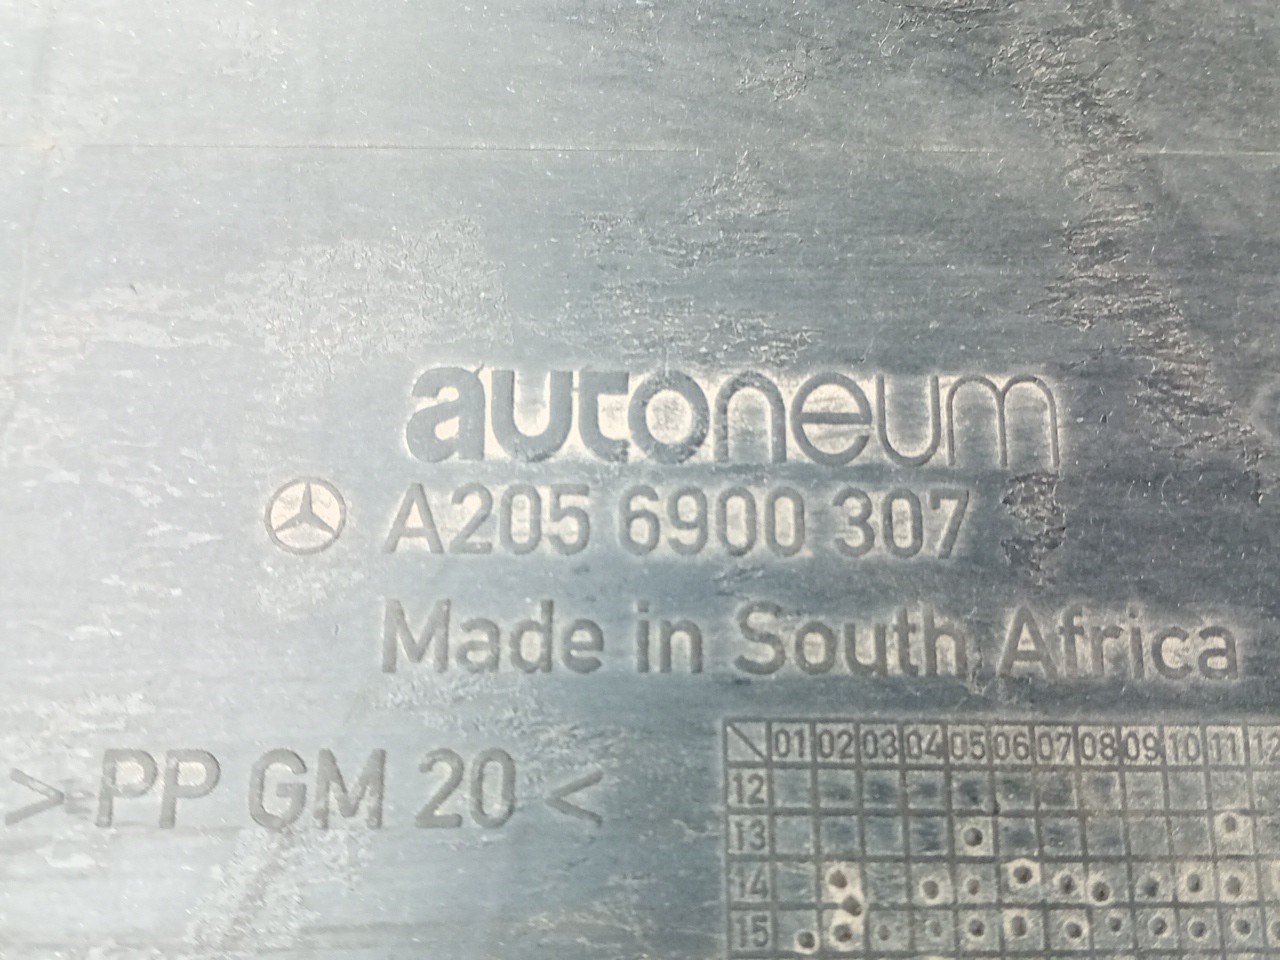 autoneum
A205 6900 307
Made in South Africa
>PP GM 20<
01 02 03 04 05 06 07 08 09 10 11 12
12
13
14
15